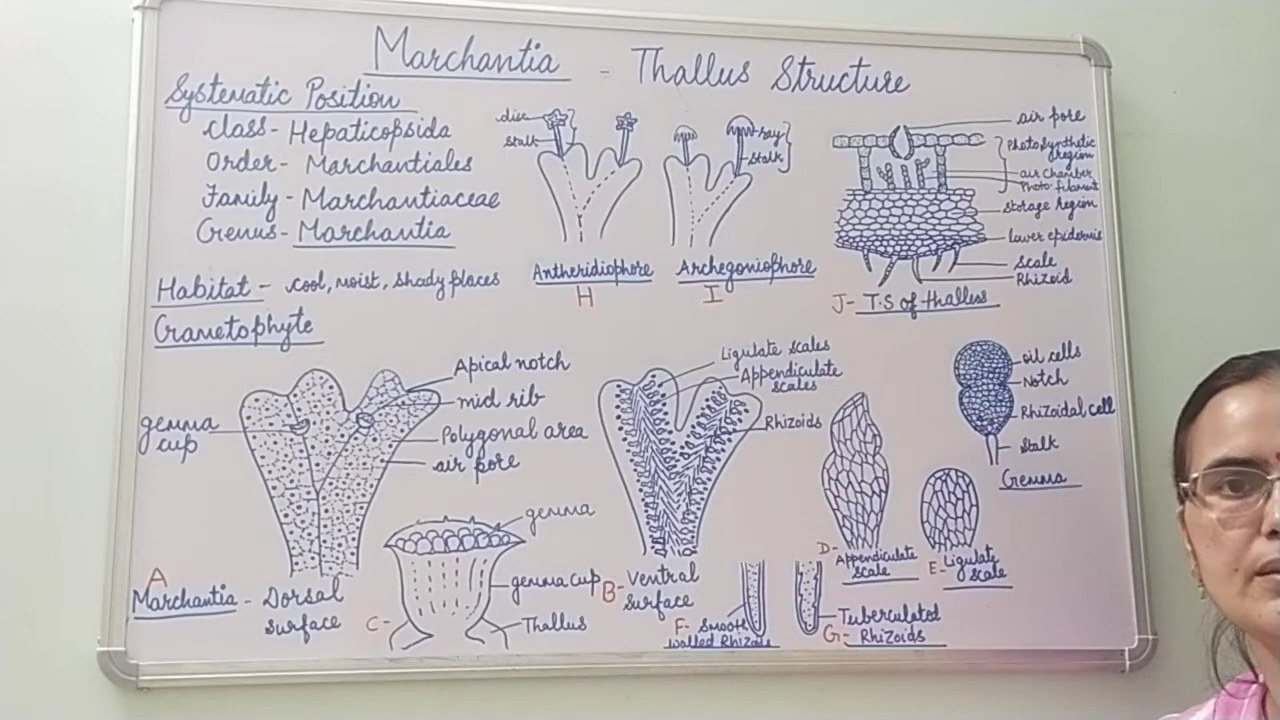 Marchantia - Thallus Structure
Systematic Position
Class - Hepaticopsida
Order - Marchantiales
Family - Marchantiaceae
Genus - Marchantia
Habitat - cool, moist, shady places
Gametophyte
disc
Stalk
Antheridiophore
H
ray
Stalk
Archegoniophore
I
air pore
Photosynthetic region
air chamber
Photo filament
Storage region
Lower epidermis
Scale
Rhizoid
J- T.S of thallus
gemma cup
Apical notch
mid rib
Polygonal area
air pore
A
Marchantia - Dorsal surface
gemma
gemma cup
Thallus
C-
Ligulate scales
Appendiculate scales
Rhizoids
B- Ventral surface
D- Appendiculate scale
E- Ligulate scale
F- Smooth walled Rhizoids
Tuberculated
G- Rhizoids
oil cells
Notch
Rhizoidal cell
Stalk
Gemma